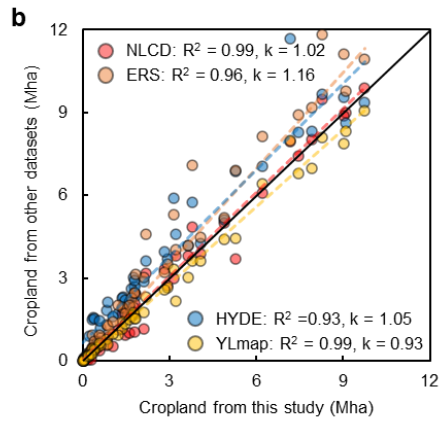 b
12
NLCD: R² = 0.99, k = 1.02
ERS: R² = 0.96, k = 1.16
9
6
3
HYDE: R² =0.93, k = 1.05
YLmap: R² = 0.99, k = 0.93
0
0 3 6 9 12
Cropland from this study (Mha)
Cropland from other datasets (Mha)